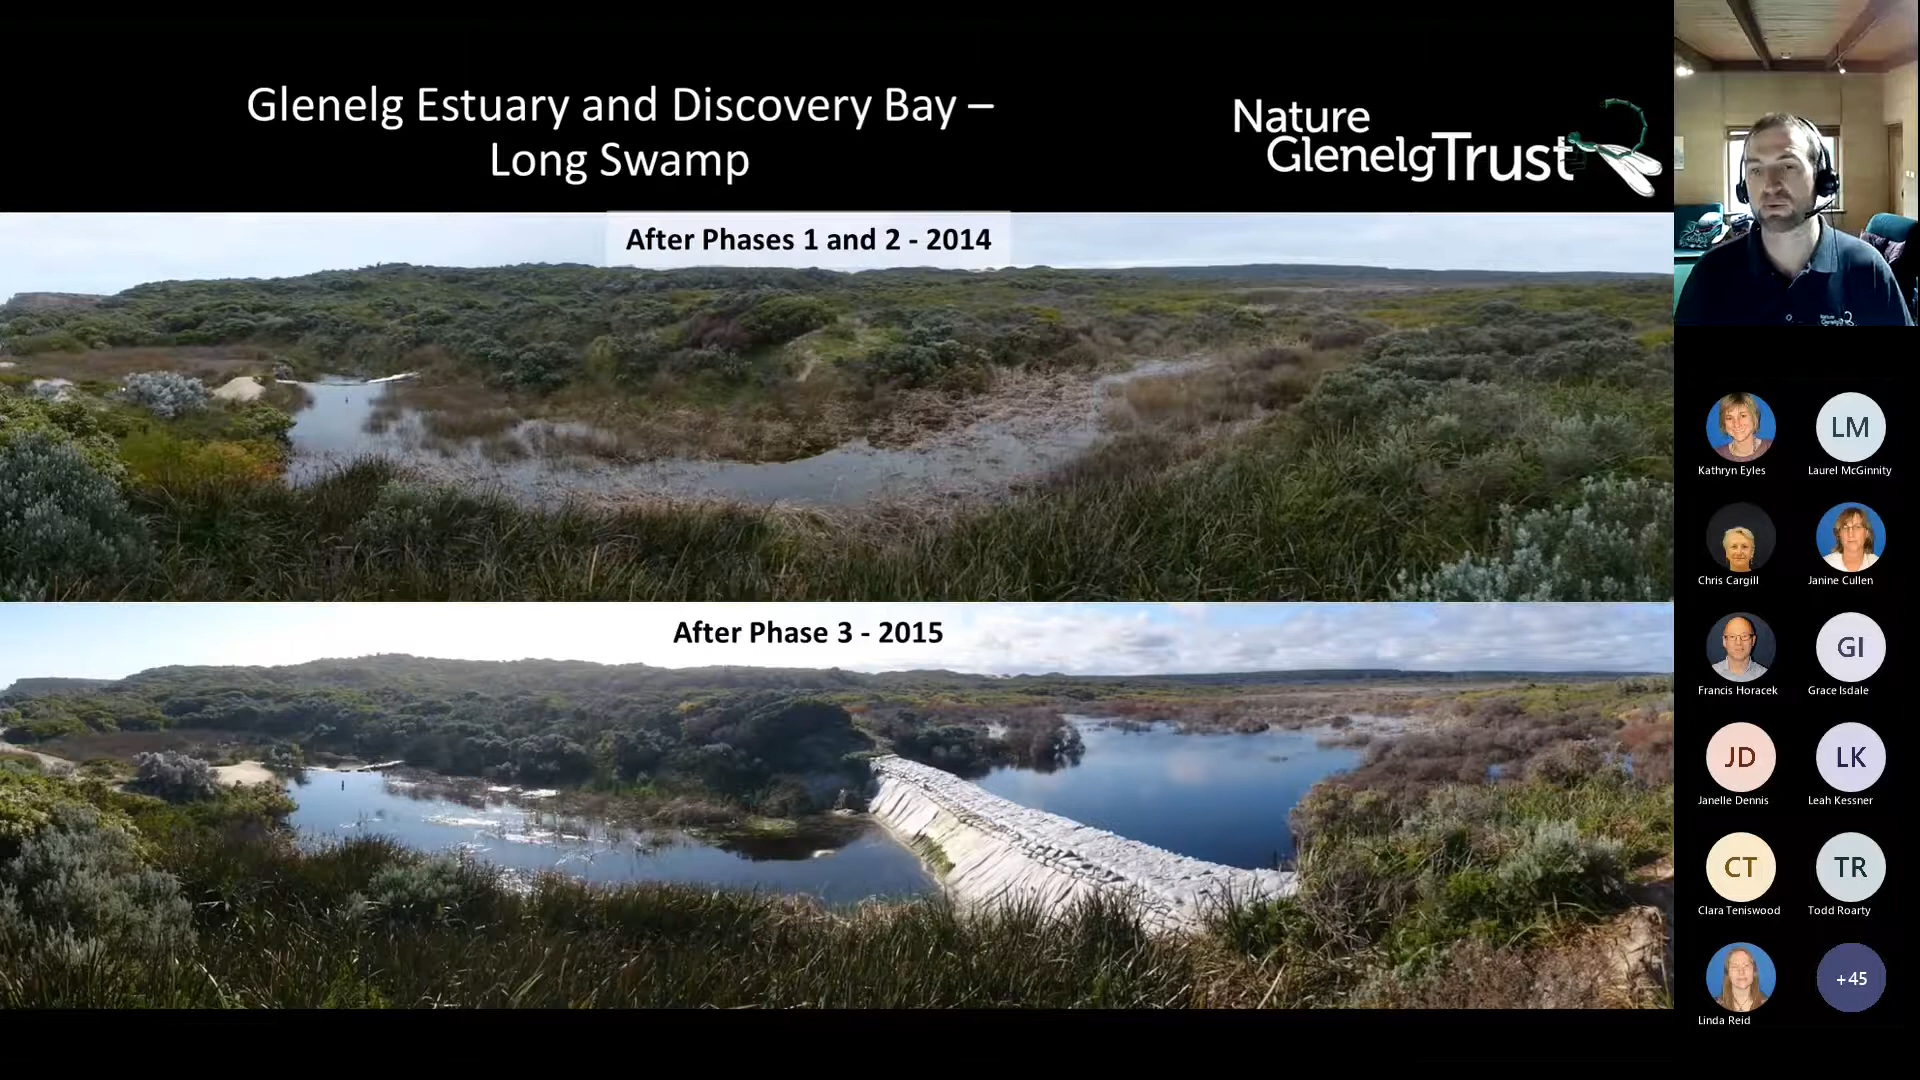 Glenelg Estuary and Discovery Bay –
Long Swamp
Nature
Glenelg Trust
After Phases 1 and 2 - 2014
After Phase 3 - 2015
Kathryn Eyles
LM
Laurel McGinnity
Chris Cargill
Janine Cullen
Francis Horacek
GI
Grace Isdale
JD
Janelle Dennis
LK
Leah Kessner
CT
Clara Teniswood
TR
Todd Roarty
Linda Reid
+45